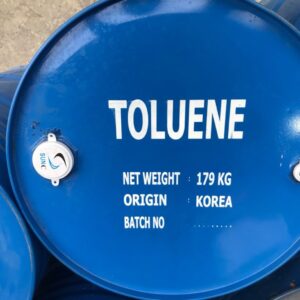 TOLUENE
NET WEIGHT : 179 KG
ORIGIN : KOREA
BATCH NO :